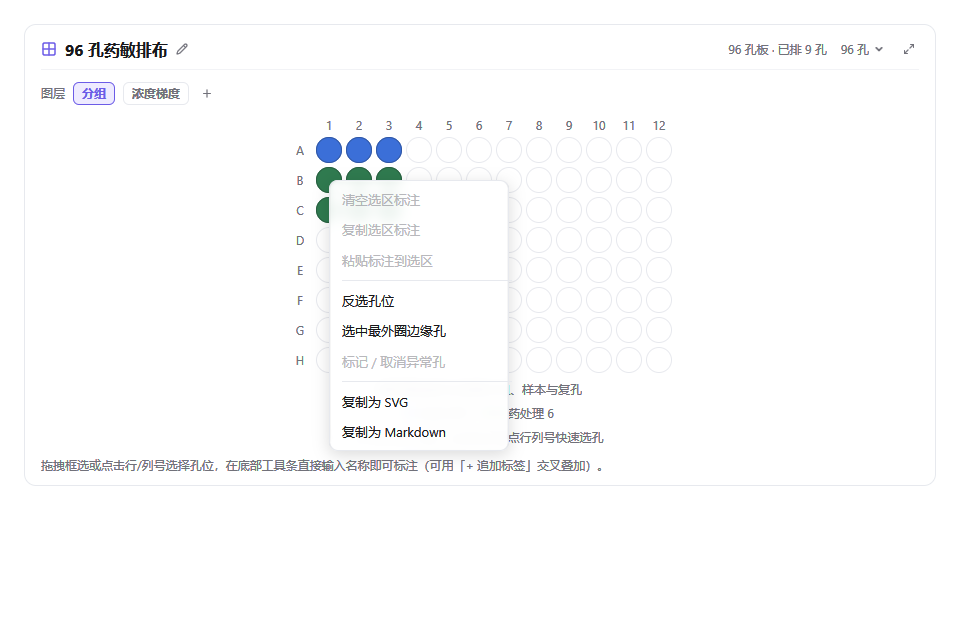 96 孔药敏排布
96 孔板 · 已排 9 孔 96 孔
图层 分组 浓度梯度 +
1 2 3 4 5 6 7 8 9 10 11 12
A
B
C
D
E
F
G
H
清空选区标注
复制选区标注
粘贴标注到选区
反选孔位
选中最外圈边缘孔
标记 / 取消异常孔
复制为 SVG
复制为 Markdown
、样本与复孔
药处理 6
点行列号快速选孔
拖拽框选或点击行/列号选择孔位，在底部工具条直接输入名称即可标注（可用「+ 追加标签」交叉叠加）。